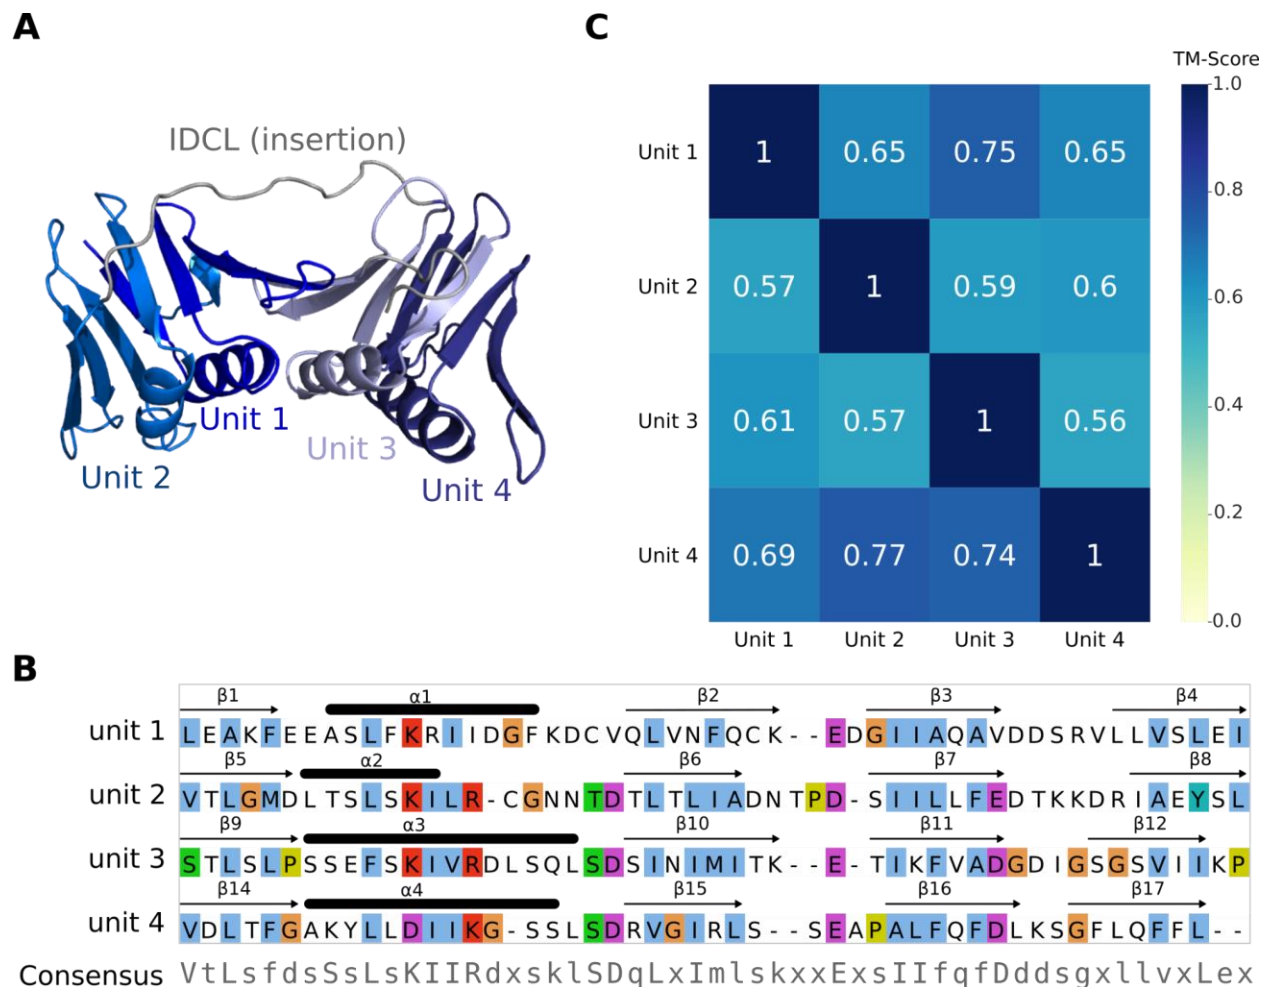 A
C
IDCL (insertion)
Unit 1
Unit 2
Unit 3
Unit 4
TM-Score
Unit 1 1 0.65 0.75 0.65
Unit 2 0.57 1 0.59 0.6
Unit 3 0.61 0.57 1 0.56
Unit 4 0.69 0.77 0.74 1
Unit 1 Unit 2 Unit 3 Unit 4
1.0
0.8
0.6
0.4
0.2
0.0
B
β1 α1 β2 β3 β4
unit 1 LEAKFEEASLFKRIIDGFKDCVQLVNFQCK--EDGIIAQAVDDSRVLLVSLEI
β5 α2 β6 β7 β8
unit 2 VTLGMDLTSLSKILR-CGNNTDTLTLIADNTPD-SIILLFEDTKKDRIAEYSL
β9 α3 β10 β11 β12
unit 3 STLSLPSSEFSKIVRDLSQLSDSINIMITK--E-TIKFVADGDIGSGSVIIKP
β14 α4 β15 β16 β17
unit 4 VDLTFGAKYLLDIIKG-SSLSDRVGIRLS--SEAPALFQFDLKSGFLQFFL--
Consensus VtLsfdsSsLsKIIRdxsklSDqLxImlskxxExsIIfqfDddsgxllvxLex